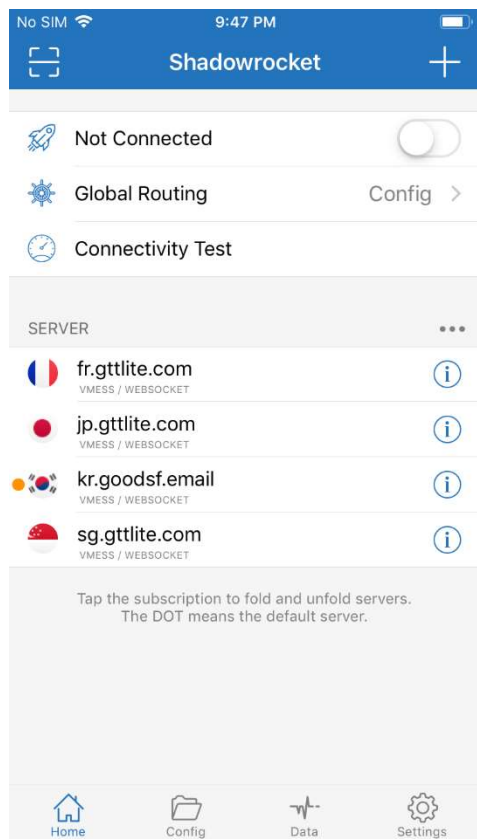 No SIM 9:47 PM
Shadowrocket
Not Connected
Global Routing Config
Connectivity Test
SERVER
fr.gttlite.com
VMESS / WEBSOCKET
jp.gttlite.com
VMESS / WEBSOCKET
kr.goodsf.email
VMESS / WEBSOCKET
sg.gttlite.com
VMESS / WEBSOCKET
Tap the subscription to fold and unfold servers.
The DOT means the default server.
Home Config Data Settings